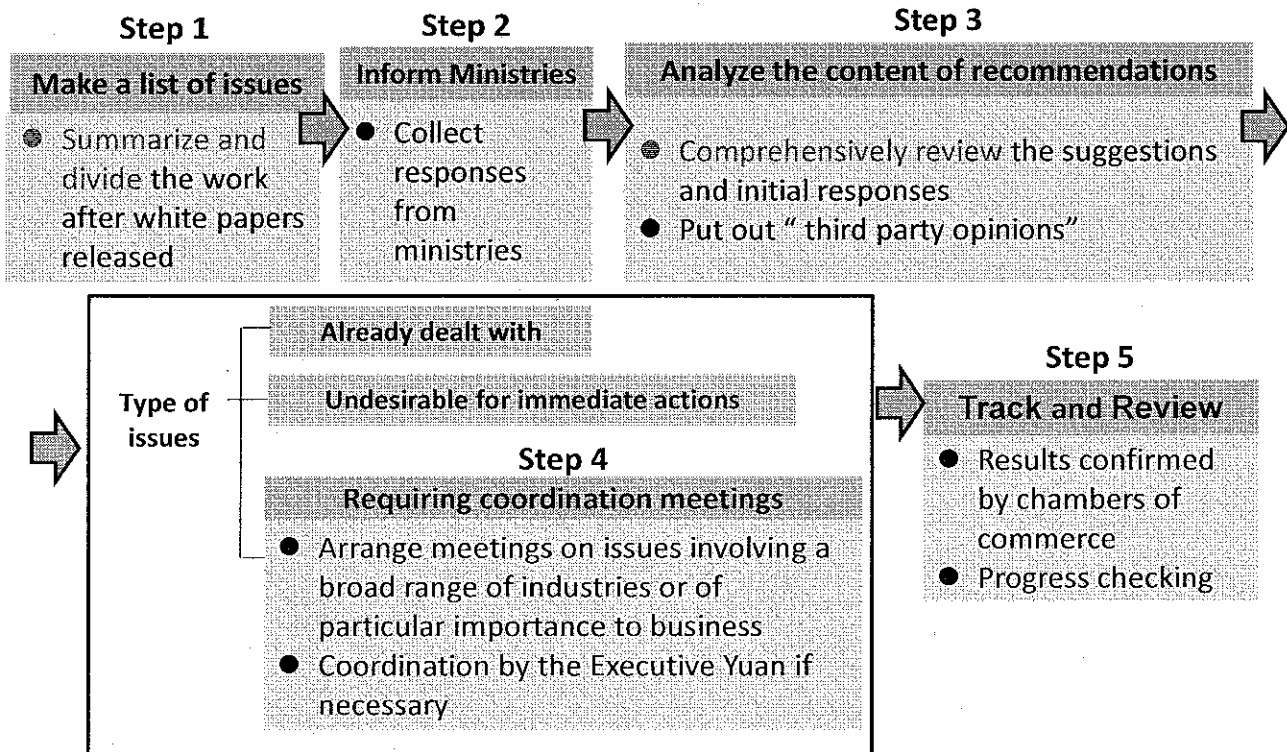 Step 1
Make a list of issues
● Summarize and
divide the work
after white papers
released
Step 2
Inform Ministries
● Collect
responses
from
ministries
Step 3
Analyze the content of recommendations
● Comprehensively review the suggestions
and initial responses
● Put out “ third party opinions”
Type of
issues
Already dealt with
Undesirable for immediate actions
Step 4
Requiring coordination meetings
● Arrange meetings on issues involving a
broad range of industries or of
particular importance to business
● Coordination by the Executive Yuan if
necessary
Step 5
Track and Review
● Results confirmed
by chambers of
commerce
● Progress checking